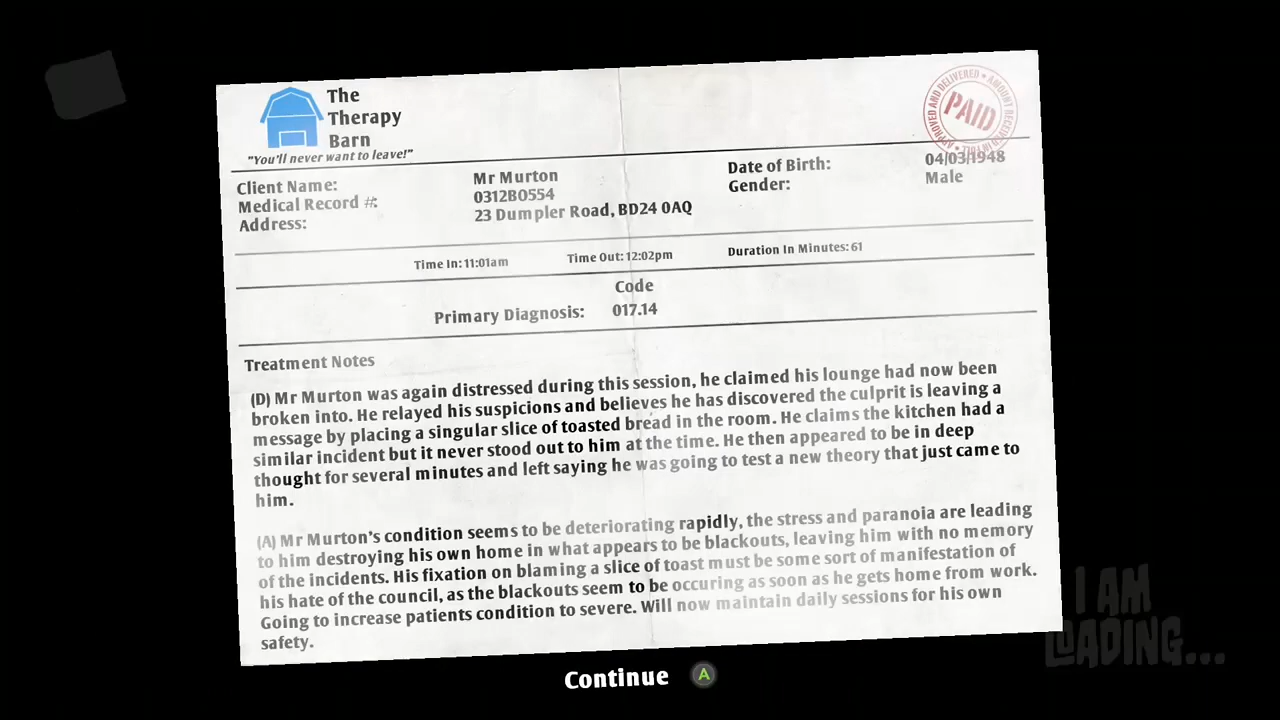 The
Therapy
Barn
"You'll never want to leave!"
APPROVED AND DELIVERED • AMOUNT RECEIVED IN FULL •
PAID
Client Name: Mr Murton Date of Birth: 04/03/1948
Medical Record #: 0312BO554 Gender: Male
Address: 23 Dumpler Road, BD24 0AQ
Time In: 11:01am Time Out: 12:02pm Duration In Minutes: 61
Code
Primary Diagnosis: 017.14
Treatment Notes
(D) Mr Murton was again distressed during this session, he claimed his lounge had now been
broken into. He relayed his suspicions and believes he has discovered the culprit is leaving a
message by placing a singular slice of toasted bread in the room. He claims the kitchen had a
similar incident but it never stood out to him at the time. He then appeared to be in deep
thought for several minutes and left saying he was going to test a new theory that just came to
him.
(A) Mr Murton's condition seems to be deteriorating rapidly, the stress and paranoia are leading
to him destroying his own home in what appears to be blackouts, leaving him with no memory
of the incidents. His fixation on blaming a slice of toast must be some sort of manifestation of
his hate of the council, as the blackouts seem to be occuring as soon as he gets home from work.
Going to increase patients condition to severe. Will now maintain daily sessions for his own
safety.
I AM
LOADING...
Continue A